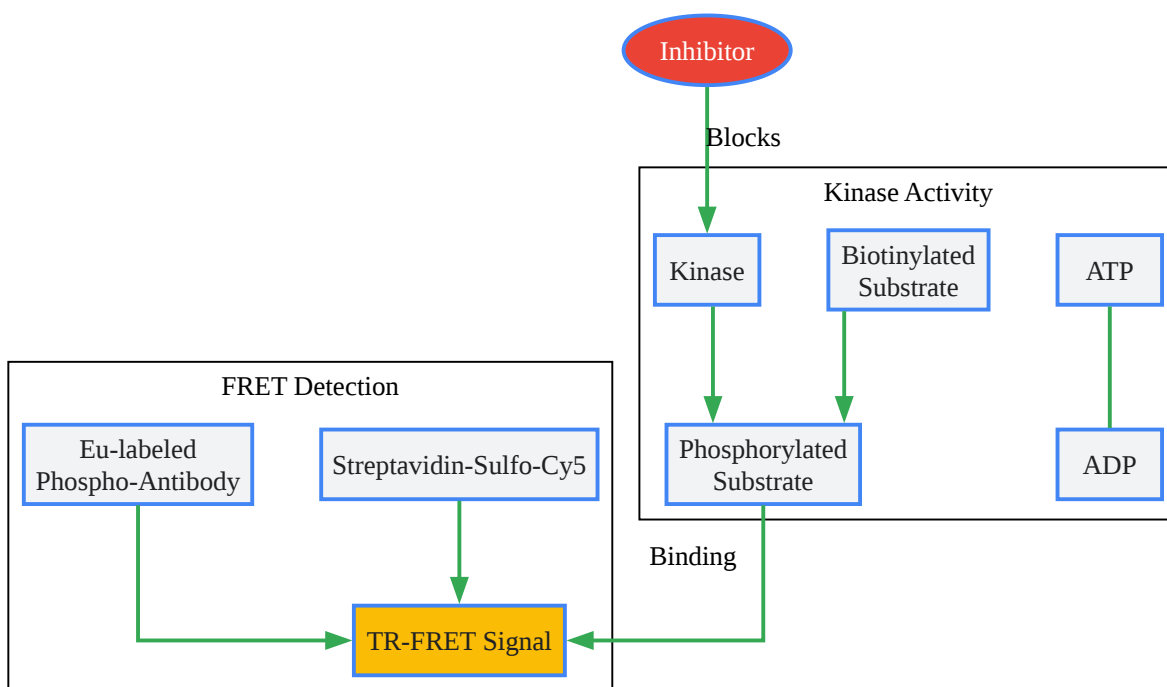 Inhibitor
Blocks
Kinase Activity
Kinase
Biotinylated
Substrate
ATP
FRET Detection
Eu-labeled
Phospho-Antibody
Streptavidin-Sulfo-Cy5
Phosphorylated
Substrate
ADP
Binding
TR-FRET Signal